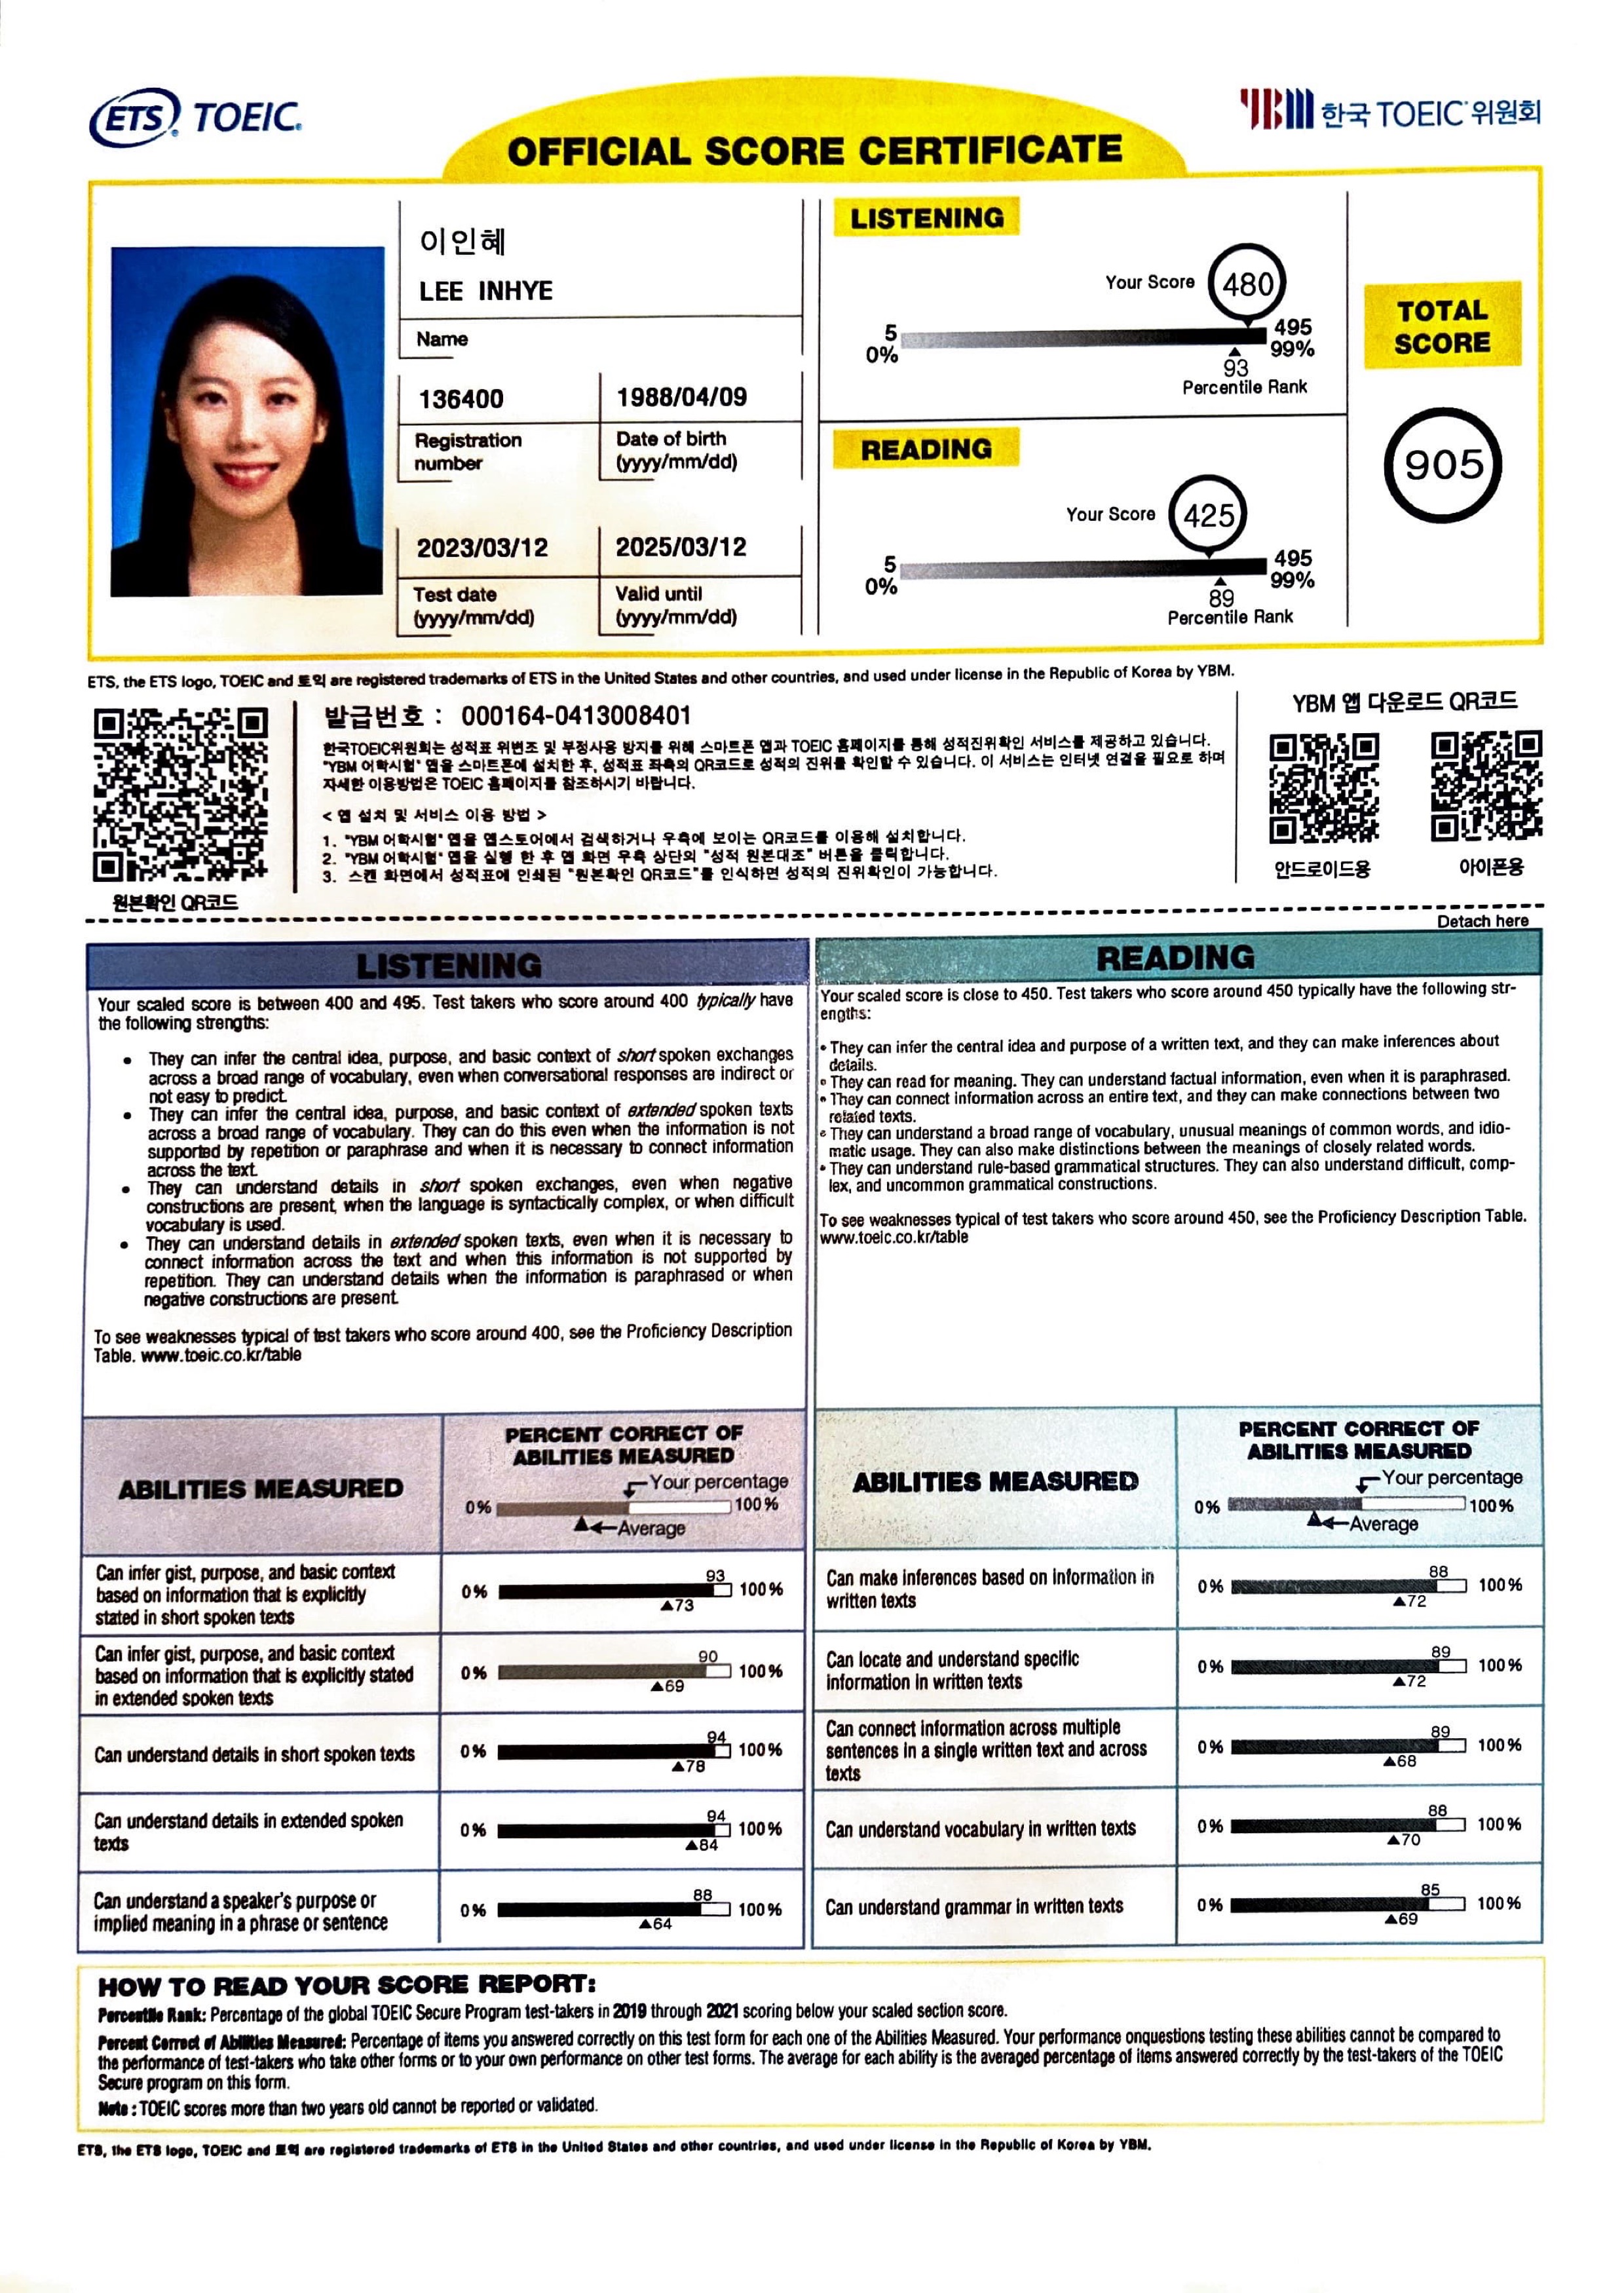 ETS TOEIC.
YBM 한국TOEIC위원회
OFFICIAL SCORE CERTIFICATE
이인혜
LEE INHYE
Name
136400
1988/04/09
Registration
number
Date of birth
(yyyy/mm/dd)
2023/03/12
2025/03/12
Test date
(yyyy/mm/dd)
Valid until
(yyyy/mm/dd)
LISTENING
Your Score 480
5
495
0%
99%
93
Percentile Rank
READING
Your Score 425
5
495
0%
99%
89
Percentile Rank
TOTAL
SCORE
905
ETS, the ETS logo, TOEIC and 토익 are registered trademarks of ETS in the United States and other countries, and used under license in the Republic of Korea by YBM.
원본확인 QR코드
발급번호 : 000164-0413008401
한국TOEIC위원회는 성적표 위변조 및 부정사용 방지를 위해 스마트폰 앱과 TOEIC 홈페이지를 통해 성적진위확인 서비스를 제공하고 있습니다.
"YBM 어학시험" 앱을 스마트폰에 설치한 후, 성적표 좌측의 QR코드로 성적의 진위를 확인할 수 있습니다. 이 서비스는 인터넷 연결을 필요로 하며
자세한 이용방법은 TOEIC 홈페이지를 참조하시기 바랍니다.
< 앱 설치 및 서비스 이용 방법 >
1. "YBM 어학시험" 앱을 앱스토어에서 검색하거나 우측에 보이는 QR코드를 이용해 설치합니다.
2. "YBM 어학시험" 앱을 실행 한 후 앱 화면 우측 상단의 "성적 원본대조" 버튼을 클릭합니다.
3. 스캔 화면에서 성적표에 인쇄된 "원본확인 QR코드"를 인식하면 성적의 진위확인이 가능합니다.
YBM 앱 다운로드 QR코드
안드로이드용
아이폰용
Detach here
LISTENING
Your scaled score is between 400 and 495. Test takers who score around 400 typically have
the following strengths:
• They can infer the central idea, purpose, and basic context of short spoken exchanges
across a broad range of vocabulary, even when conversational responses are indirect or
not easy to predict.
• They can infer the central idea, purpose, and basic context of extended spoken texts
across a broad range of vocabulary. They can do this even when the information is not
supported by repetition or paraphrase and when it is necessary to connect information
across the text.
• They can understand details in short spoken exchanges, even when negative
constructions are present, when the language is syntactically complex, or when difficult
vocabulary is used.
• They can understand details in extended spoken texts, even when it is necessary to
connect information across the text and when this information is not supported by
repetition. They can understand details when the information is paraphrased or when
negative constructions are present.
To see weaknesses typical of test takers who score around 400, see the Proficiency Description
Table. www.toeic.co.kr/table
READING
Your scaled score is close to 450. Test takers who score around 450 typically have the following str-
engths:
• They can infer the central idea and purpose of a written text, and they can make inferences about
details.
• They can read for meaning. They can understand factual information, even when it is paraphrased.
• They can connect information across an entire text, and they can make connections between two
related texts.
• They can understand a broad range of vocabulary, unusual meanings of common words, and idio-
matic usage. They can also make distinctions between the meanings of closely related words.
• They can understand rule-based grammatical structures. They can also understand difficult, comp-
lex, and uncommon grammatical constructions.
To see weaknesses typical of test takers who score around 450, see the Proficiency Description Table.
www.toeic.co.kr/table
ABILITIES MEASURED
PERCENT CORRECT OF
ABILITIES MEASURED
Your percentage
0% 100%
Average
Can infer gist, purpose, and basic context
based on information that is explicitly
stated in short spoken texts
93
0% 100%
▲73
Can infer gist, purpose, and basic context
based on information that is explicitly stated
in extended spoken texts
90
0% 100%
▲69
Can understand details in short spoken texts
94
0% 100%
▲78
Can understand details in extended spoken
texts
94
0% 100%
▲84
Can understand a speaker's purpose or
implied meaning in a phrase or sentence
88
0% 100%
▲64
ABILITIES MEASURED
PERCENT CORRECT OF
ABILITIES MEASURED
Your percentage
0% 100%
Average
Can make inferences based on information in
written texts
88
0% 100%
▲72
Can locate and understand specific
information in written texts
89
0% 100%
▲72
Can connect information across multiple
sentences in a single written text and across
texts
89
0% 100%
▲68
Can understand vocabulary in written texts
88
0% 100%
▲70
Can understand grammar in written texts
85
0% 100%
▲69
HOW TO READ YOUR SCORE REPORT:
Percentile Rank: Percentage of the global TOEIC Secure Program test-takers in 2019 through 2021 scoring below your scaled section score.
Percent Correct of Abilities Measured: Percentage of items you answered correctly on this test form for each one of the Abilities Measured. Your performance onquestions testing these abilities cannot be compared to
the performance of test-takers who take other forms or to your own performance on other test forms. The average for each ability is the averaged percentage of items answered correctly by the test-takers of the TOEIC
Secure program on this form.
Note : TOEIC scores more than two years old cannot be reported or validated.
ETS, the ETS logo, TOEIC and 토익 are registered trademarks of ETS in the United States and other countries, and used under license in the Republic of Korea by YBM.